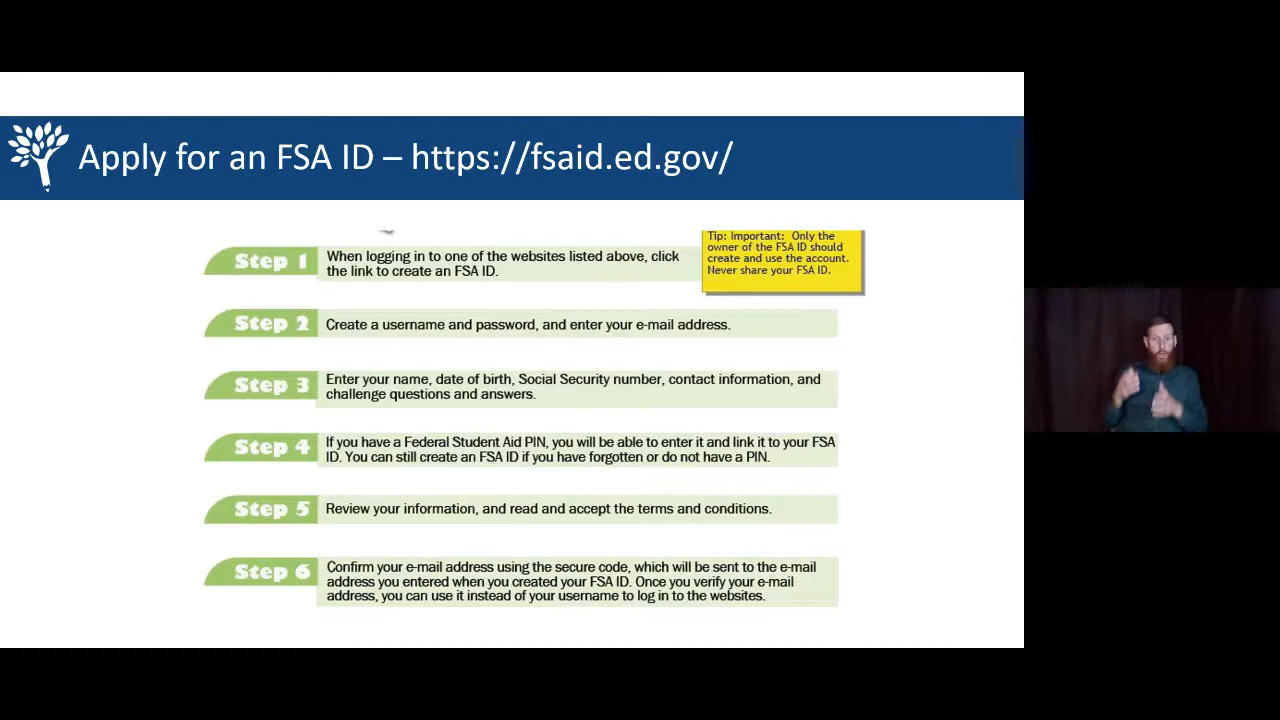 Apply for an FSA ID – https://fsaid.ed.gov/
Tip: Important: Only the
owner of the FSA ID should
create and use the account.
Never share your FSA ID.
Step 1
When logging in to one of the websites listed above, click
the link to create an FSA ID.
Step 2
Create a username and password, and enter your e-mail address.
Step 3
Enter your name, date of birth, Social Security number, contact information, and
challenge questions and answers.
Step 4
If you have a Federal Student Aid PIN, you will be able to enter it and link it to your FSA
ID. You can still create an FSA ID if you have forgotten or do not have a PIN.
Step 5
Review your information, and read and accept the terms and conditions.
Step 6
Confirm your e-mail address using the secure code, which will be sent to the e-mail
address you entered when you created your FSA ID. Once you verify your e-mail
address, you can use it instead of your username to log in to the websites.